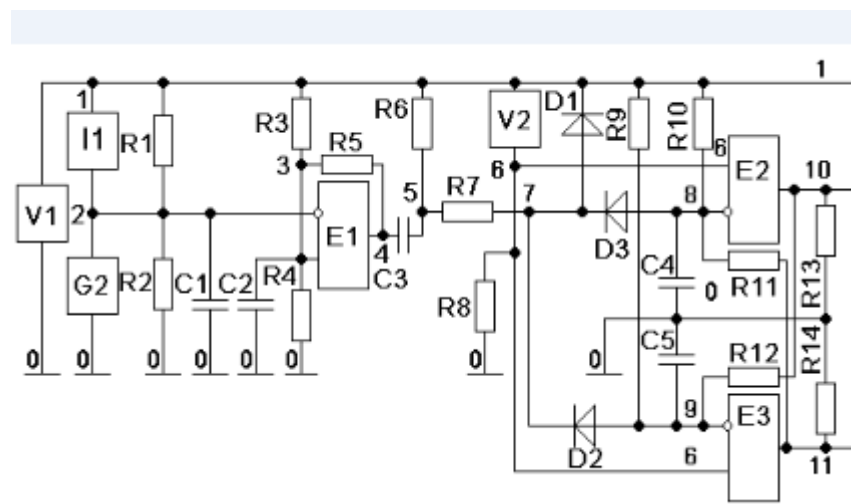 1
1 R6 V2 D1 R9 R10
I1 R1 R3 R5 3 6 6 E2 10
V1 2 5 R7 7 8
E1 4 D3
G2 R2 C1 C2 R4 C3 C4 0 R11 R13
R8
0 0 0 0 0 0 0 0 C5 R12 R14
9 E3
D2 6 11